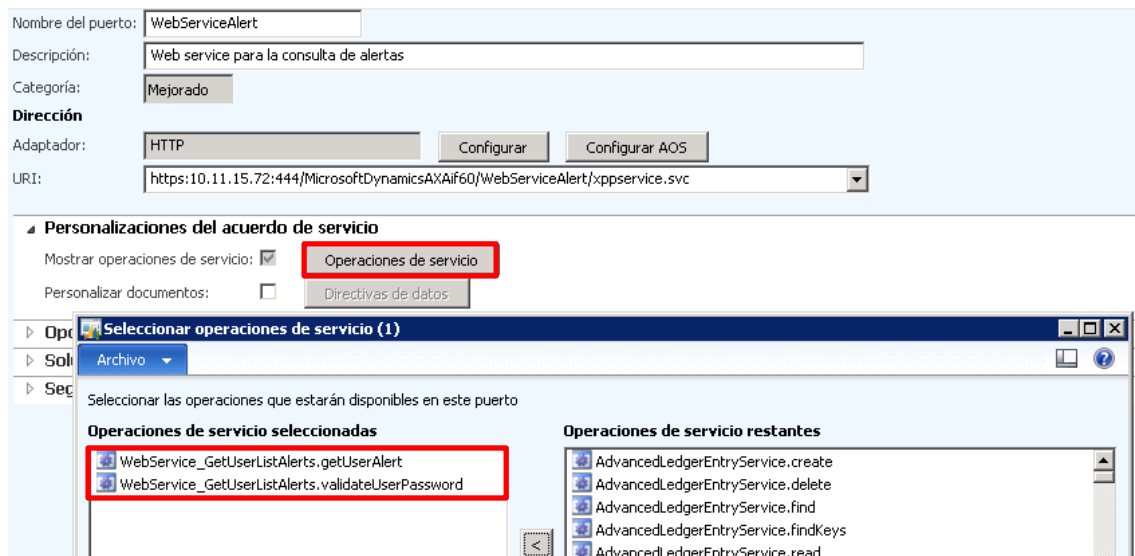 Nombre del puerto: WebServiceAlert
Descripción: Web service para la consulta de alertas
Categoría: Mejorado
Dirección
Adaptador: HTTP Configurar Configurar AOS
URI: https:10.11.15.72:444/MicrosoftDynamicsAXAif60/WebServiceAlert/xppservice.svc
Personalizaciones del acuerdo de servicio
Mostrar operaciones de servicio: Operaciones de servicio
Personalizar documentos: Directivas de datos
Seleccionar operaciones de servicio (1)
Archivo
Seleccionar las operaciones que estarán disponibles en este puerto
Operaciones de servicio seleccionadas Operaciones de servicio restantes
WebService_GetUserListAlerts.getUserAlert AdvancedLedgerEntryService.create
WebService_GetUserListAlerts.validateUserPassword AdvancedLedgerEntryService.delete
AdvancedLedgerEntryService.find
< AdvancedLedgerEntryService.findKeys
AdvancedLedgerEntryService.read